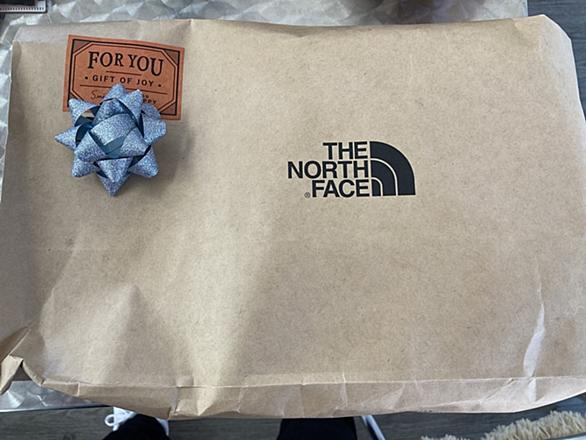 FOR YOU
• GIFT OF JOY •
THE
NORTH
®FACE